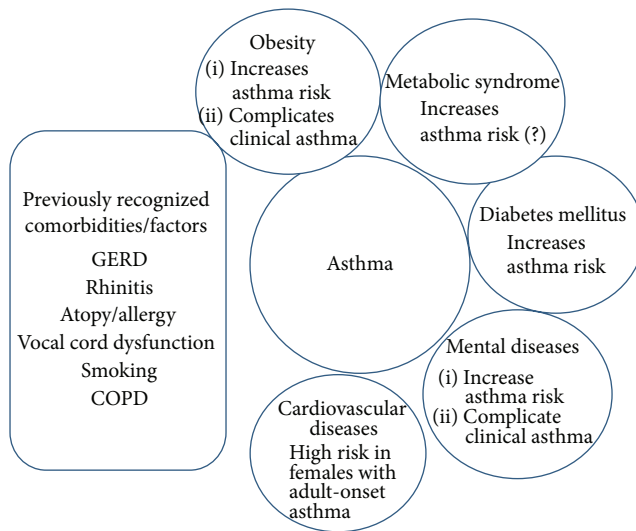 Obesity
(i) Increases
asthma risk
(ii) Complicates
clinical asthma
Metabolic syndrome
Increases
asthma risk (?)
Previously recognized
comorbidities/factors
GERD
Rhinitis
Atopy/allergy
Vocal cord dysfunction
Smoking
COPD
Asthma
Diabetes mellitus
Increases
asthma risk
Mental diseases
(i) Increase
asthma risk
(ii) Complicate
clinical asthma
Cardiovascular
diseases
High risk in
females with
adult-onset
asthma